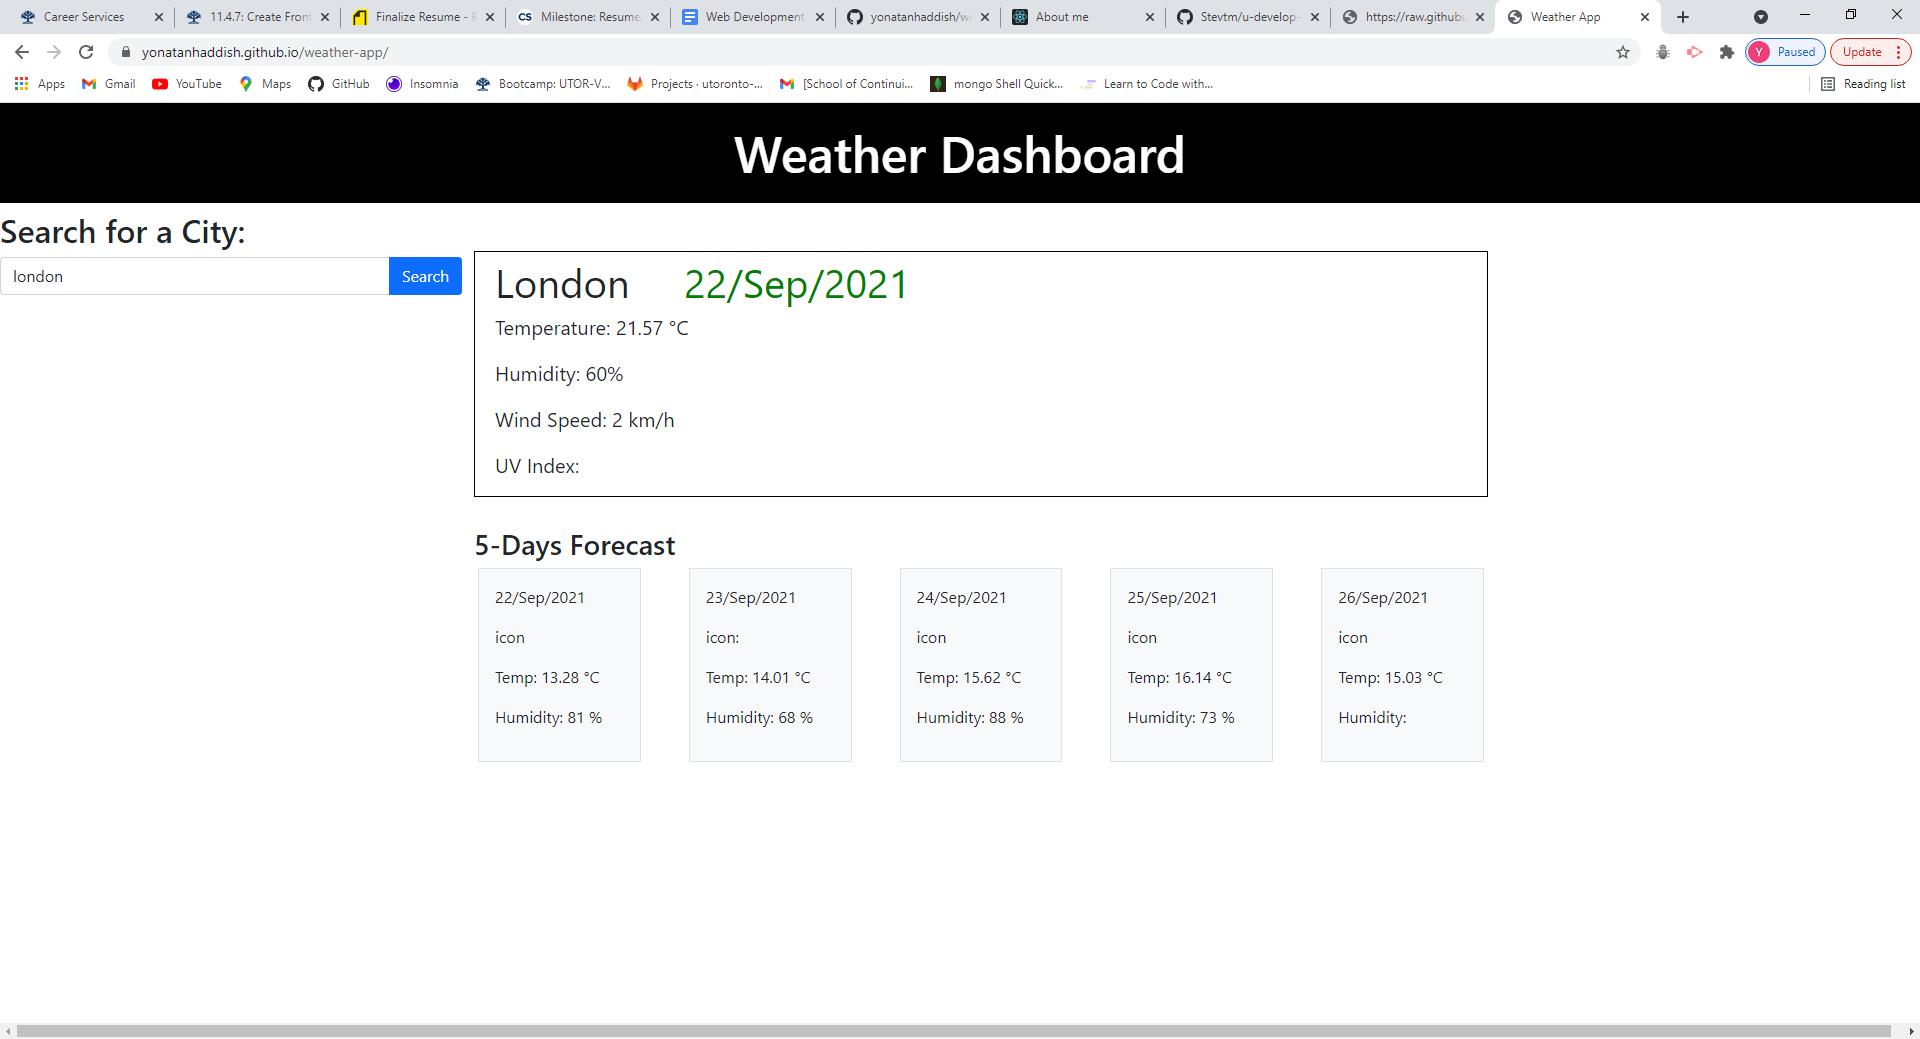 Career Services
11.4.7: Create Front
Finalize Resume - R
CS Milestone: Resume,
Web Development
yonatanhaddish/we
About me
Stevtm/u-develop-
https://raw.githubu
Weather App
yonatanhaddish.github.io/weather-app/
Y Paused
Update
Apps
Gmail
YouTube
Maps
GitHub
Insomnia
Bootcamp: UTOR-V...
Projects · utoronto-...
[School of Continui...
mongo Shell Quick...
Learn to Code with...
Reading list
Weather Dashboard
Search for a City:
london
Search
London 22/Sep/2021
Temperature: 21.57 °C
Humidity: 60%
Wind Speed: 2 km/h
UV Index:
5-Days Forecast
22/Sep/2021
icon
Temp: 13.28 °C
Humidity: 81 %
23/Sep/2021
icon:
Temp: 14.01 °C
Humidity: 68 %
24/Sep/2021
icon
Temp: 15.62 °C
Humidity: 88 %
25/Sep/2021
icon
Temp: 16.14 °C
Humidity: 73 %
26/Sep/2021
icon
Temp: 15.03 °C
Humidity: